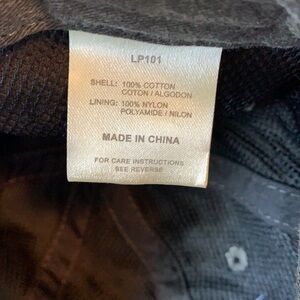 LP101
SHELL: 100% COTTON
COTON / ALGODON
LINING: 100% NYLON
POLYAMIDE / NILON
MADE IN CHINA
FOR CARE INSTRUCTIONS
SEE REVERSE